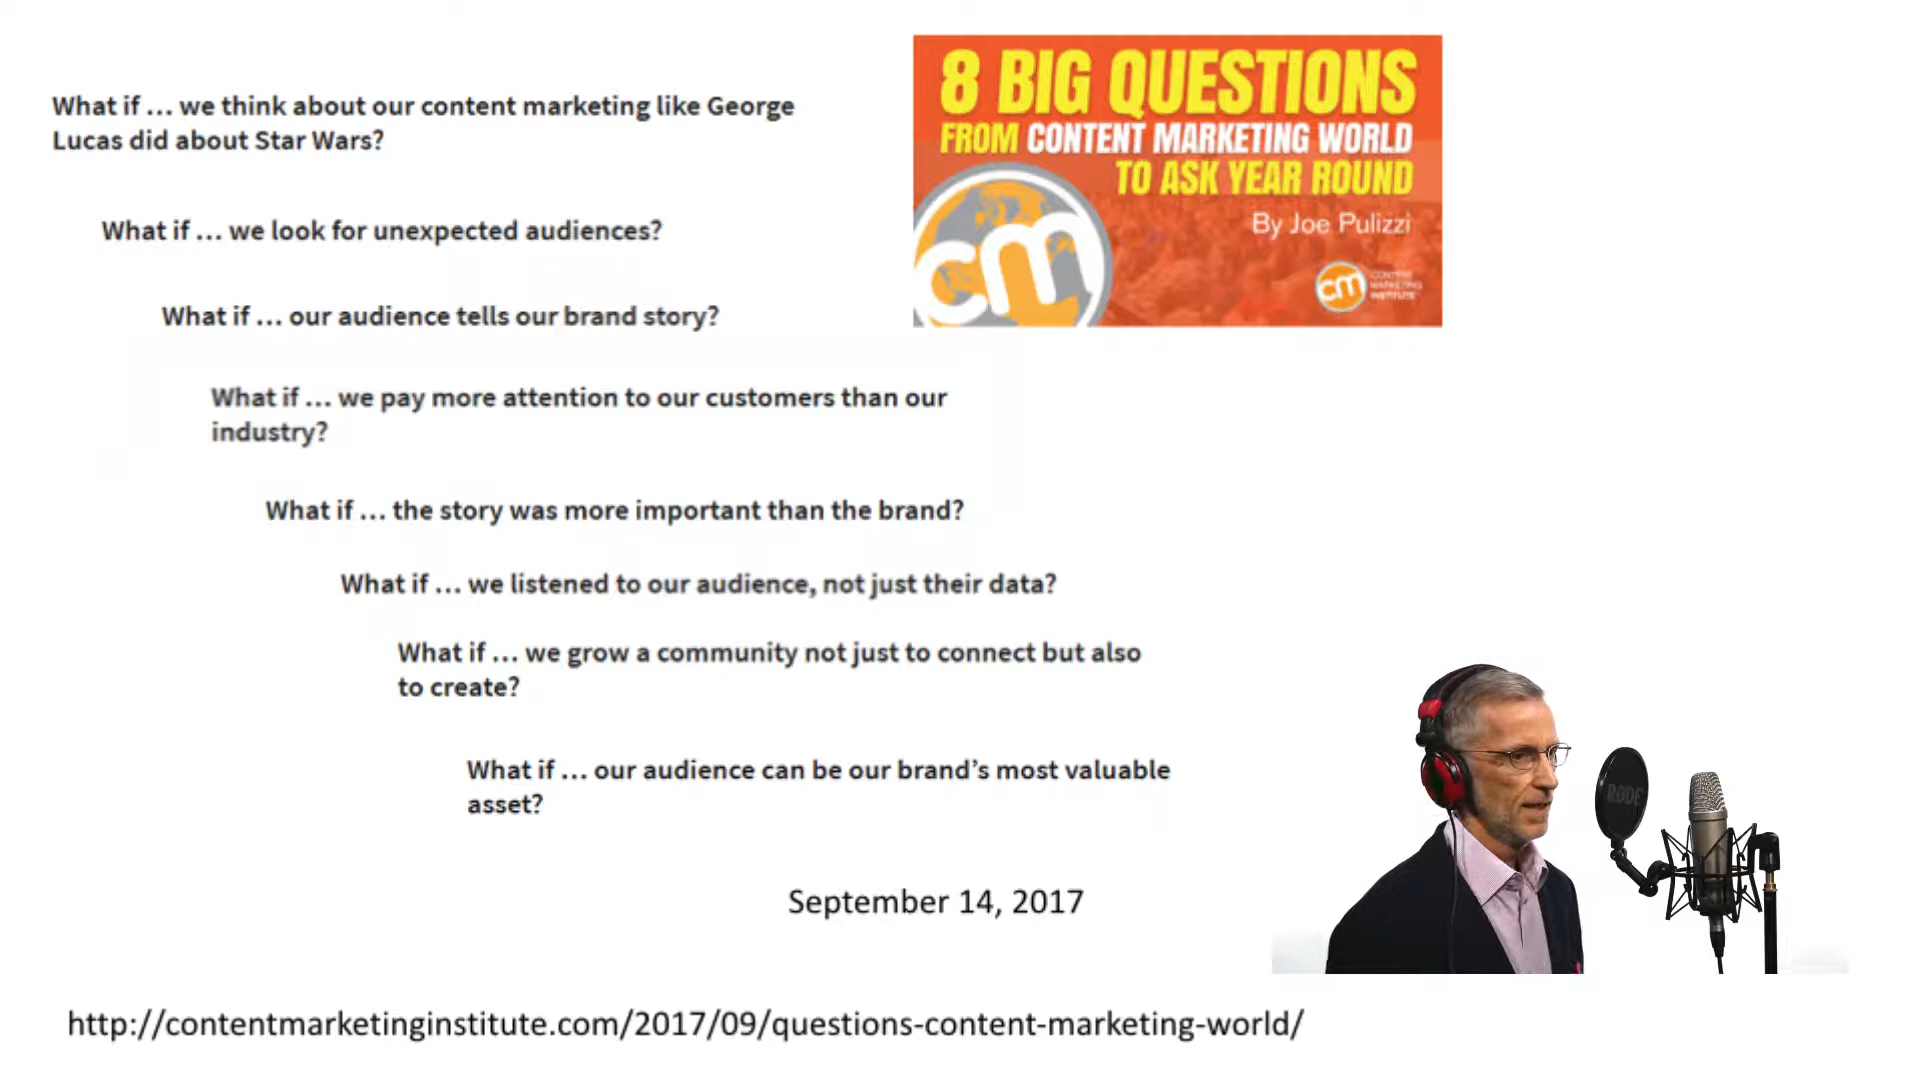 8 BIG QUESTIONS
FROM CONTENT MARKETING WORLD
TO ASK YEAR ROUND
By Joe Pulizzi
cm
cm
CONTENT
MARKETING
INSTITUTE
What if ... we think about our content marketing like George
Lucas did about Star Wars?
What if ... we look for unexpected audiences?
What if ... our audience tells our brand story?
What if ... we pay more attention to our customers than our
industry?
What if ... the story was more important than the brand?
What if ... we listened to our audience, not just their data?
What if ... we grow a community not just to connect but also
to create?
What if ... our audience can be our brand’s most valuable
asset?
RØDE
September 14, 2017
http://contentmarketinginstitute.com/2017/09/questions-content-marketing-world/